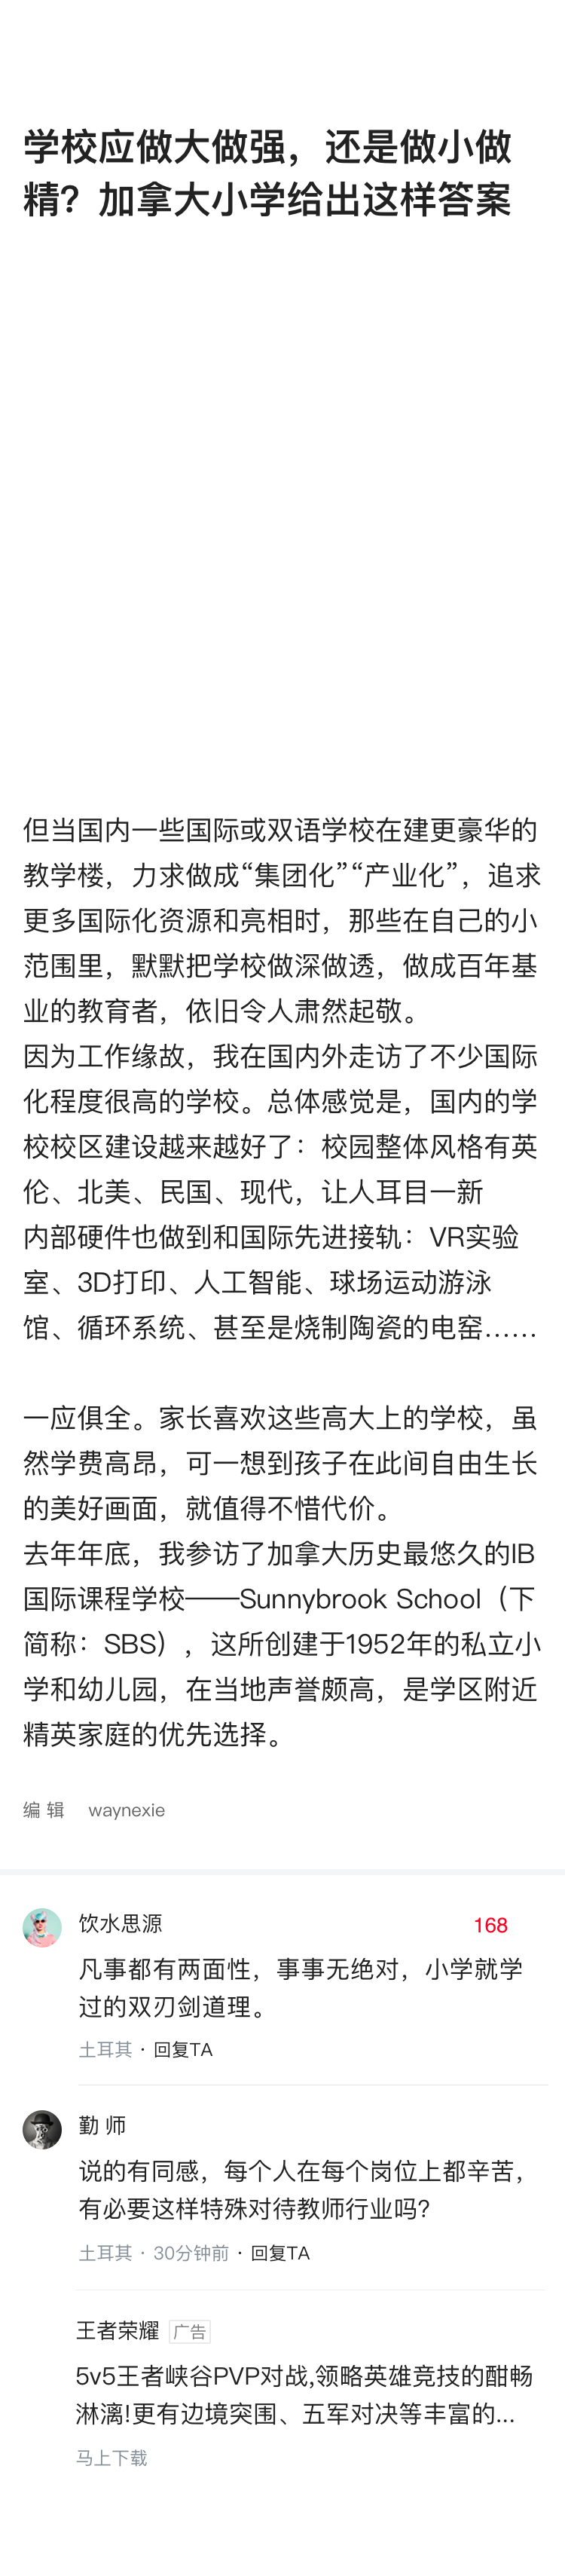 学校应做大做强，还是做小做
精？加拿大小学给出这样答案
但当国内一些国际或双语学校在建更豪华的
教学楼，力求做成“集团化”“产业化”，追求
更多国际化资源和亮相时，那些在自己的小
范围里，默默把学校做深做透，做成百年基
业的教育者，依旧令人肃然起敬。
因为工作缘故，我在国内外走访了不少国际
化程度很高的学校。总体感觉是，国内的学
校校区建设越来越好了：校园整体风格有英
伦、北美、民国、现代，让人耳目一新
内部硬件也做到和国际先进接轨：VR实验
室、3D打印、人工智能、球场运动游泳
馆、循环系统、甚至是烧制陶瓷的电窑……
一应俱全。家长喜欢这些高大上的学校，虽
然学费高昂，可一想到孩子在此间自由生长
的美好画面，就值得不惜代价。
去年年底，我参访了加拿大历史最悠久的IB
国际课程学校——Sunnybrook School（下
简称：SBS），这所创建于1952年的私立小
学和幼儿园，在当地声誉颇高，是学区附近
精英家庭的优先选择。
编 辑 waynexie
饮水思源 168
凡事都有两面性，事事无绝对，小学就学
过的双刃剑道理。
土耳其 · 回复TA
勤 师
说的有同感，每个人在每个岗位上都辛苦，
有必要这样特殊对待教师行业吗？
土耳其 · 30分钟前 · 回复TA
王者荣耀 广告
5v5王者峡谷PVP对战,领略英雄竞技的酣畅
淋漓!更有边境突围、五军对决等丰富的...
马上下载